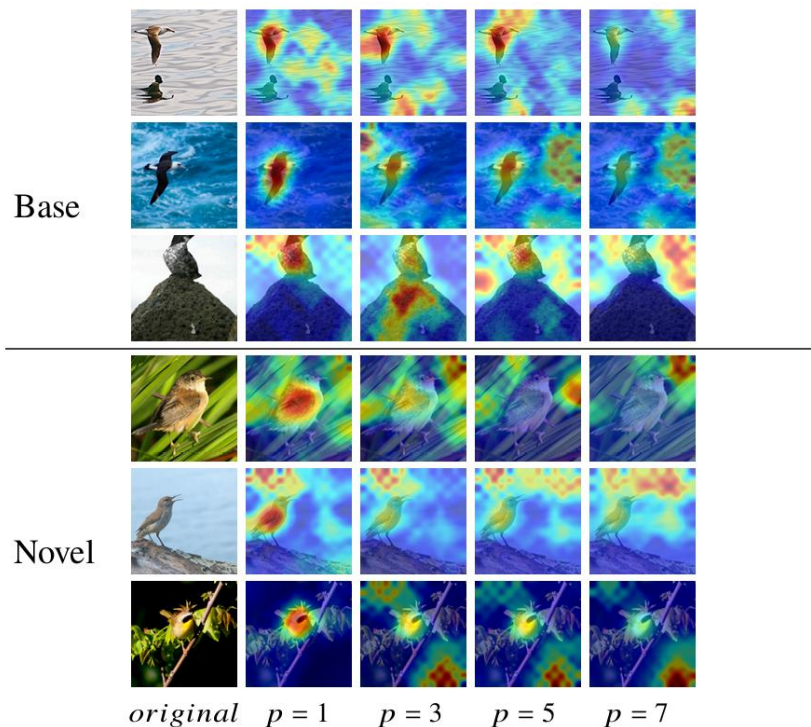 Base
Novel
original p = 1 p = 3 p = 5 p = 7